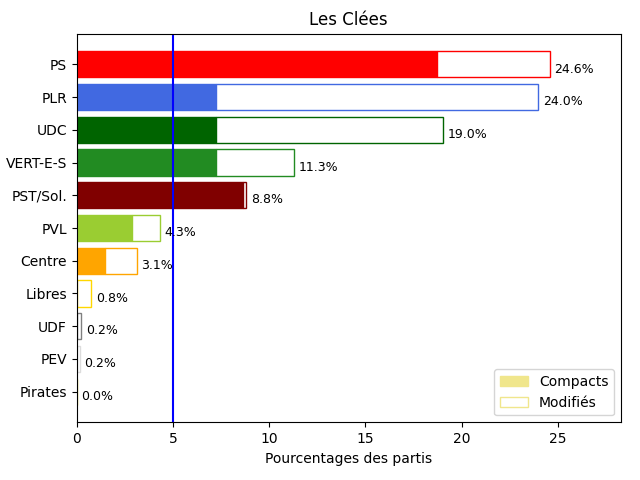 Les Clées
PS 24.6%
PLR 24.0%
UDC 19.0%
VERT-E-S 11.3%
PST/Sol. 8.8%
PVL 4.3%
Centre 3.1%
Libres 0.8%
UDF 0.2%
PEV 0.2%
Pirates 0.0%
Compacts
Modifiés
0 5 10 15 20 25
Pourcentages des partis